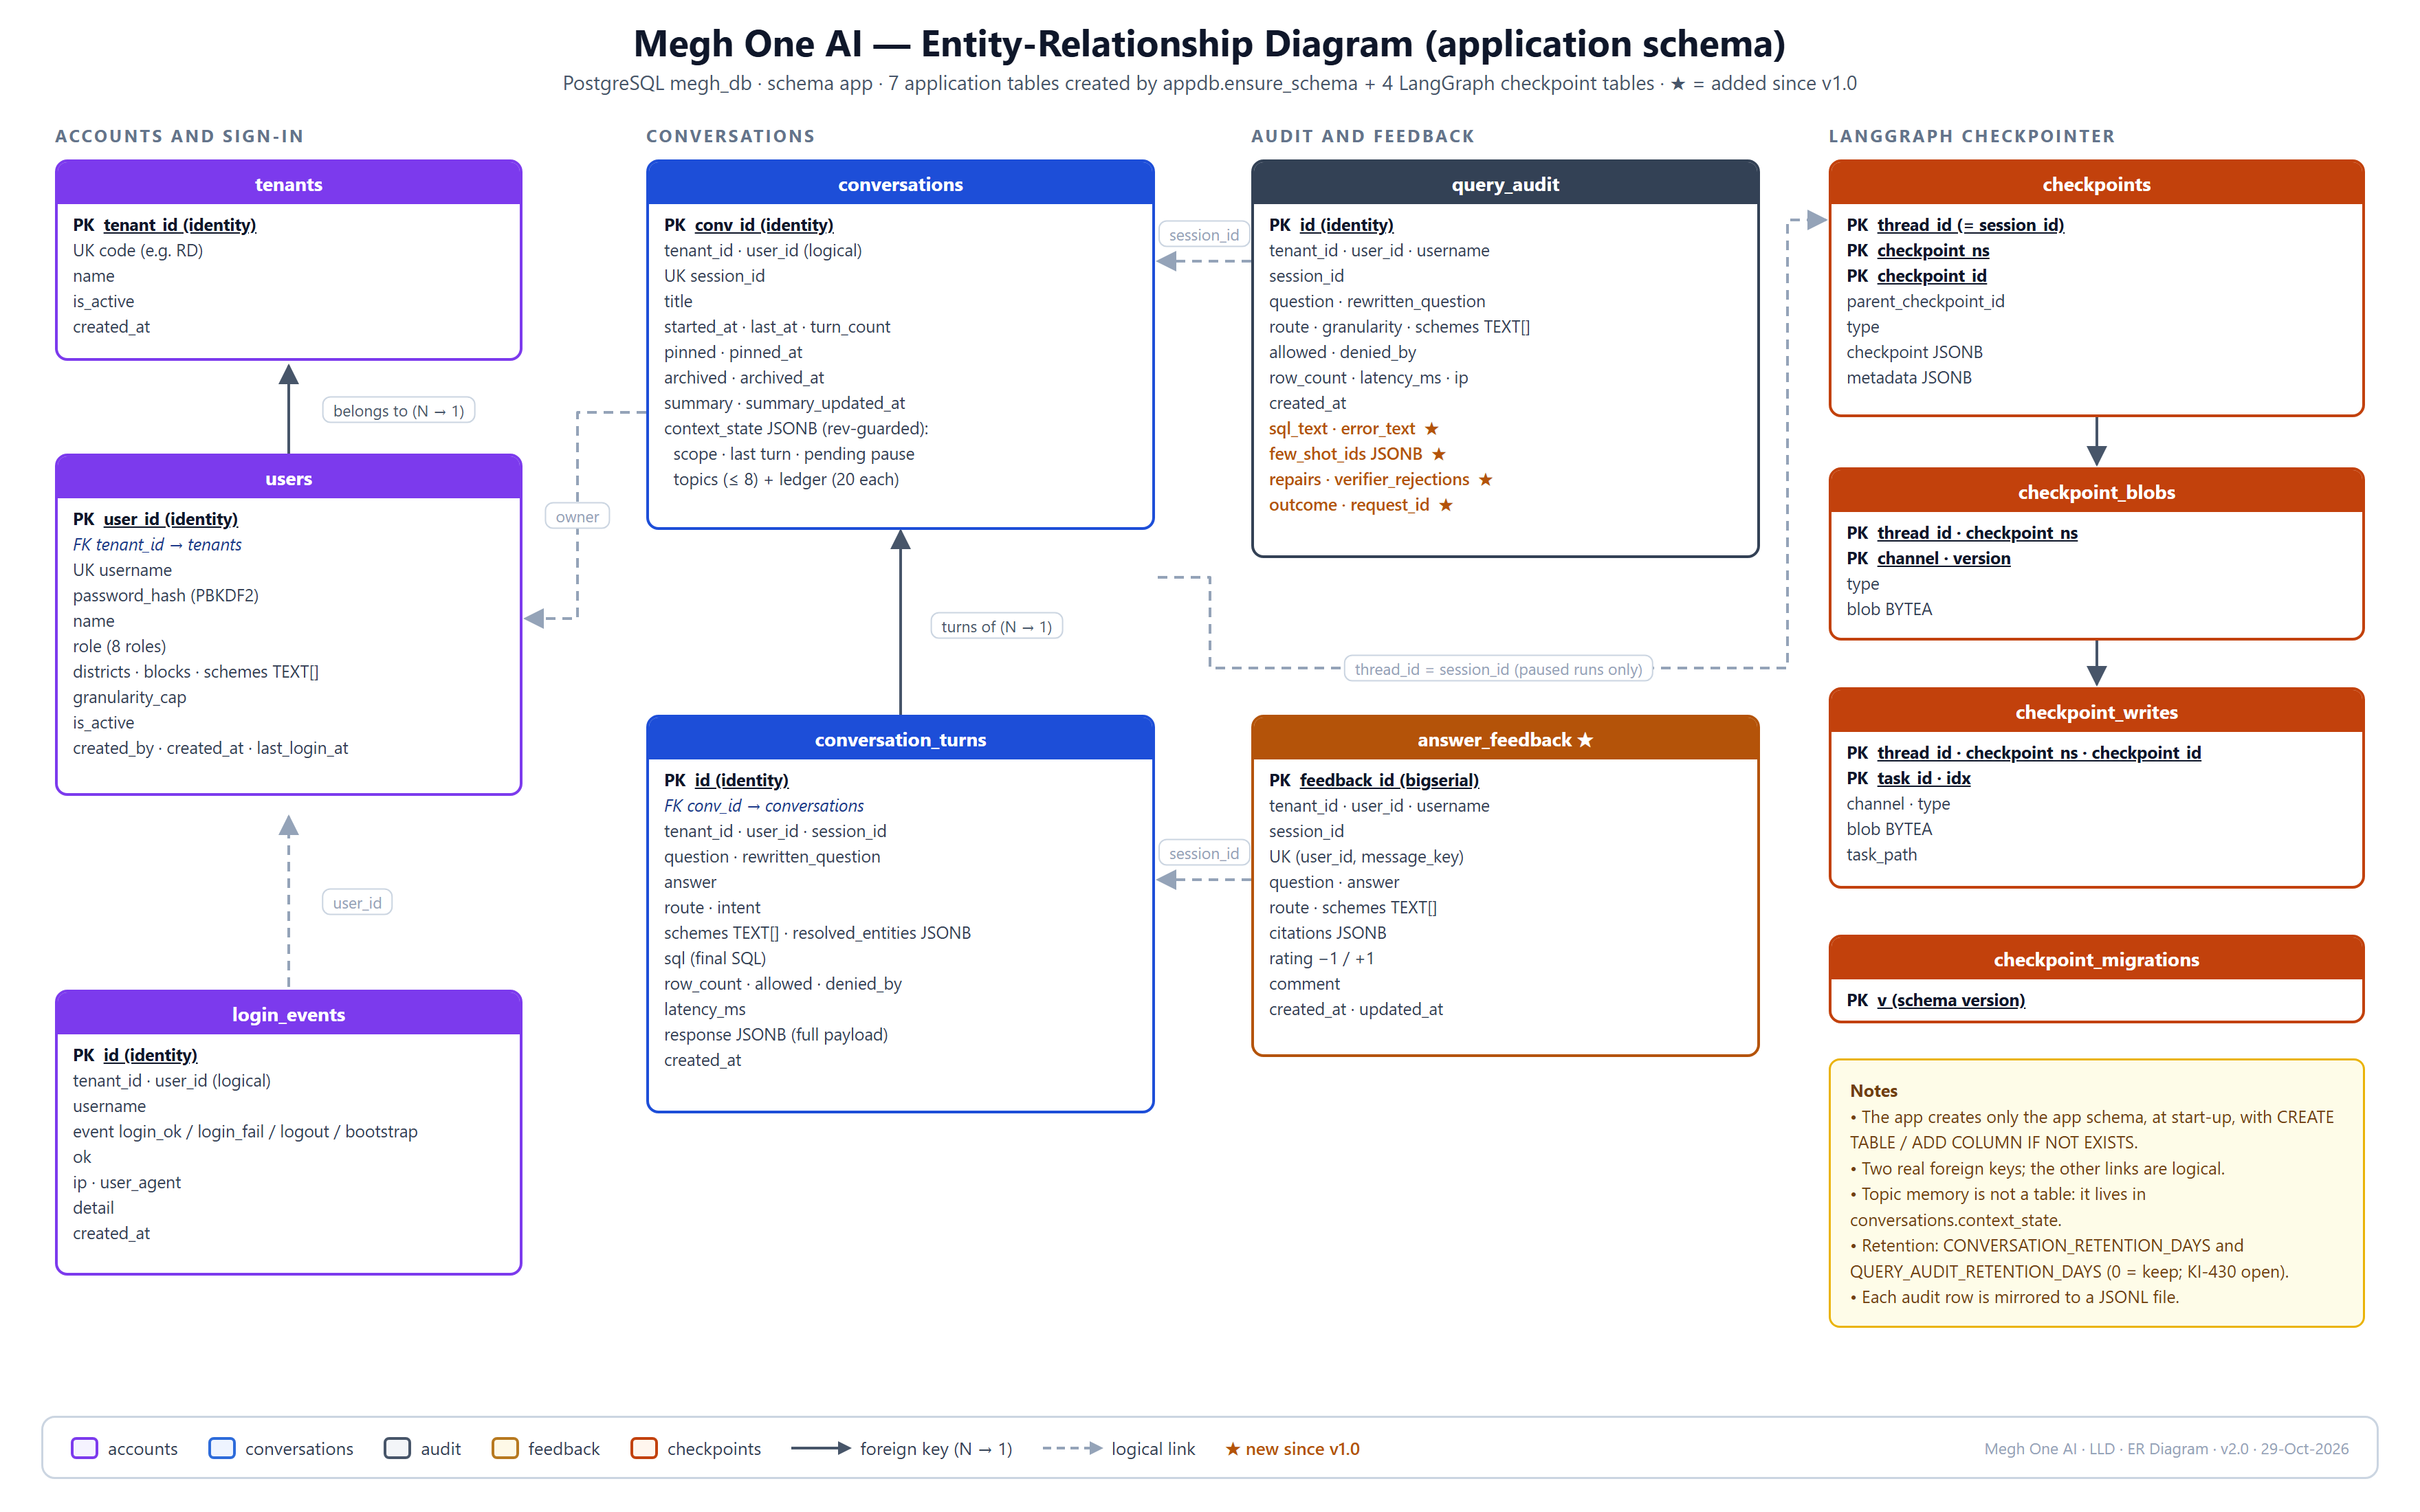 Megh One AI — Entity-Relationship Diagram (application schema)
PostgreSQL megh_db · schema app · 7 application tables created by appdb.ensure_schema + 4 LangGraph checkpoint tables · ★ = added since v1.0
ACCOUNTS AND SIGN-IN
tenants
PK tenant_id (identity)
UK code (e.g. RD)
name
is_active
created_at
belongs to (N → 1)
users
PK user_id (identity)
FK tenant_id → tenants
UK username
password_hash (PBKDF2)
name
role (8 roles)
districts · blocks · schemes TEXT[]
granularity_cap
is_active
created_by · created_at · last_login_at
user_id
login_events
PK id (identity)
tenant_id · user_id (logical)
username
event login_ok / login_fail / logout / bootstrap
ok
ip · user_agent
detail
created_at
owner
CONVERSATIONS
conversations
PK conv_id (identity)
tenant_id · user_id (logical)
UK session_id
title
started_at · last_at · turn_count
pinned · pinned_at
archived · archived_at
summary · summary_updated_at
context_state JSONB (rev-guarded):
scope · last turn · pending pause
topics (≤ 8) + ledger (20 each)
turns of (N → 1)
conversation_turns
PK id (identity)
FK conv_id → conversations
tenant_id · user_id · session_id
question · rewritten_question
answer
route · intent
schemes TEXT[] · resolved_entities JSONB
sql (final SQL)
row_count · allowed · denied_by
latency_ms
response JSONB (full payload)
created_at
session_id
session_id
AUDIT AND FEEDBACK
query_audit
PK id (identity)
tenant_id · user_id · username
session_id
question · rewritten_question
route · granularity · schemes TEXT[]
allowed · denied_by
row_count · latency_ms · ip
created_at
sql_text · error_text ★
few_shot_ids JSONB ★
repairs · verifier_rejections ★
outcome · request_id ★
thread_id = session_id (paused runs only)
answer_feedback ★
PK feedback_id (bigserial)
tenant_id · user_id · username
session_id
UK (user_id, message_key)
question · answer
route · schemes TEXT[]
citations JSONB
rating −1 / +1
comment
created_at · updated_at
LANGGRAPH CHECKPOINTER
checkpoints
PK thread_id (= session_id)
PK checkpoint_ns
PK checkpoint_id
parent_checkpoint_id
type
checkpoint JSONB
metadata JSONB
checkpoint_blobs
PK thread_id · checkpoint_ns
PK channel · version
type
blob BYTEA
checkpoint_writes
PK thread_id · checkpoint_ns · checkpoint_id
PK task_id · idx
channel · type
blob BYTEA
task_path
checkpoint_migrations
PK v (schema version)
Notes
• The app creates only the app schema, at start-up, with CREATE
TABLE / ADD COLUMN IF NOT EXISTS.
• Two real foreign keys; the other links are logical.
• Topic memory is not a table: it lives in
conversations.context_state.
• Retention: CONVERSATION_RETENTION_DAYS and
QUERY_AUDIT_RETENTION_DAYS (0 = keep; KI-430 open).
• Each audit row is mirrored to a JSONL file.
accounts conversations audit feedback checkpoints foreign key (N → 1) logical link ★ new since v1.0
Megh One AI · LLD · ER Diagram · v2.0 · 29-Oct-2026